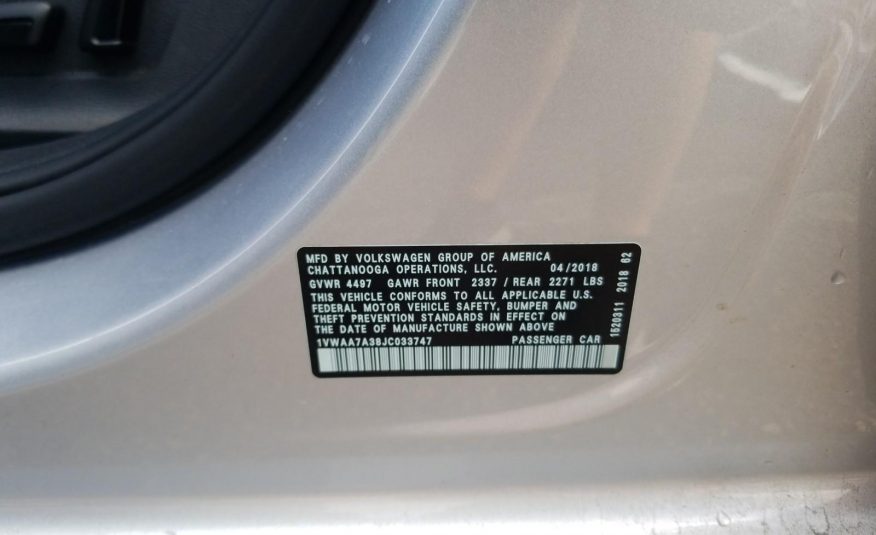 MFD BY VOLKSWAGEN GROUP OF AMERICA
CHATTANOOGA OPERATIONS, LLC. 04/2018
GVWR 4497 GAWR FRONT 2337 / REAR 2271 LBS
THIS VEHICLE CONFORMS TO ALL APPLICABLE U.S.
FEDERAL MOTOR VEHICLE SAFETY, BUMPER AND
THEFT PREVENTION STANDARDS IN EFFECT ON
THE DATE OF MANUFACTURE SHOWN ABOVE
1VWAA7A38JC033747 PASSENGER CAR
1520311 2018 62